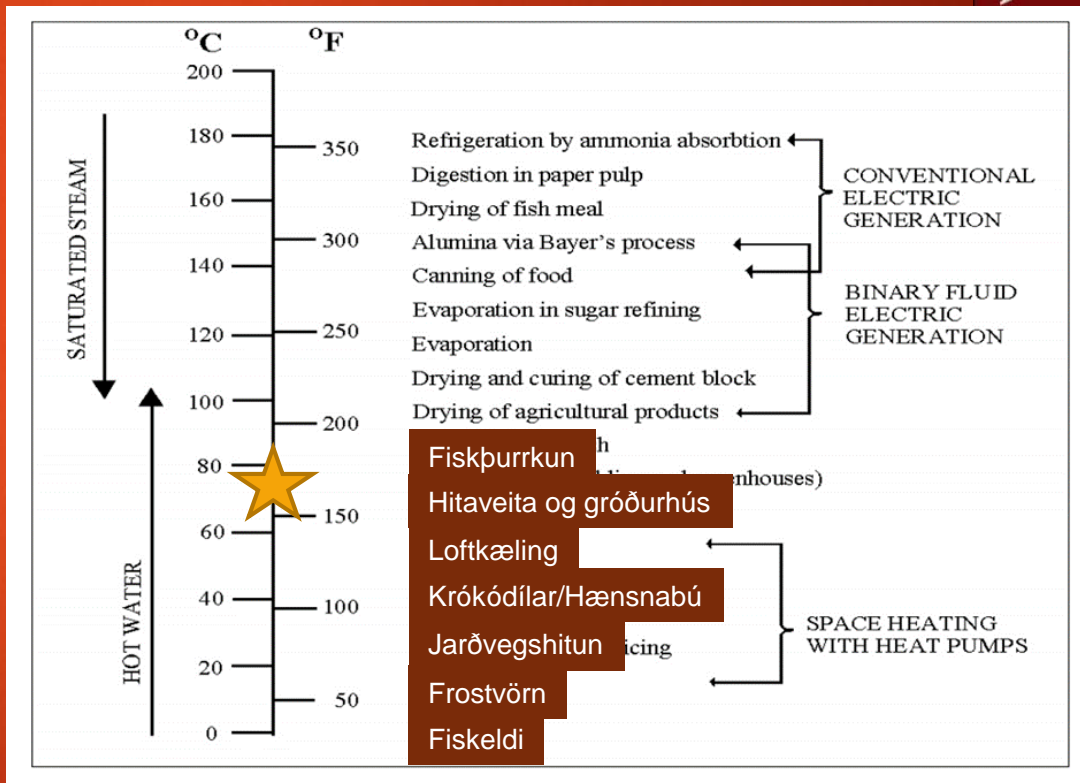 °C °F
200
180
160
140
120
100
80
60
40
20
0
350
300
250
200
150
100
50
SATURATED STEAM
HOT WATER
Refrigeration by ammonia absorbtion
Digestion in paper pulp
Drying of fish meal
Alumina via Bayer's process
Canning of food
Evaporation in sugar refining
Evaporation
Drying and curing of cement block
Drying of agricultural products
Fiskþurrkun
Hitaveita og gróðurhús
Loftkæling
Krókódílar/Hænsnabú
Jarðvegshitun
Frostvörn
Fiskeldi
CONVENTIONAL
ELECTRIC
GENERATION
BINARY FLUID
ELECTRIC
GENERATION
SPACE HEATING
WITH HEAT PUMPS